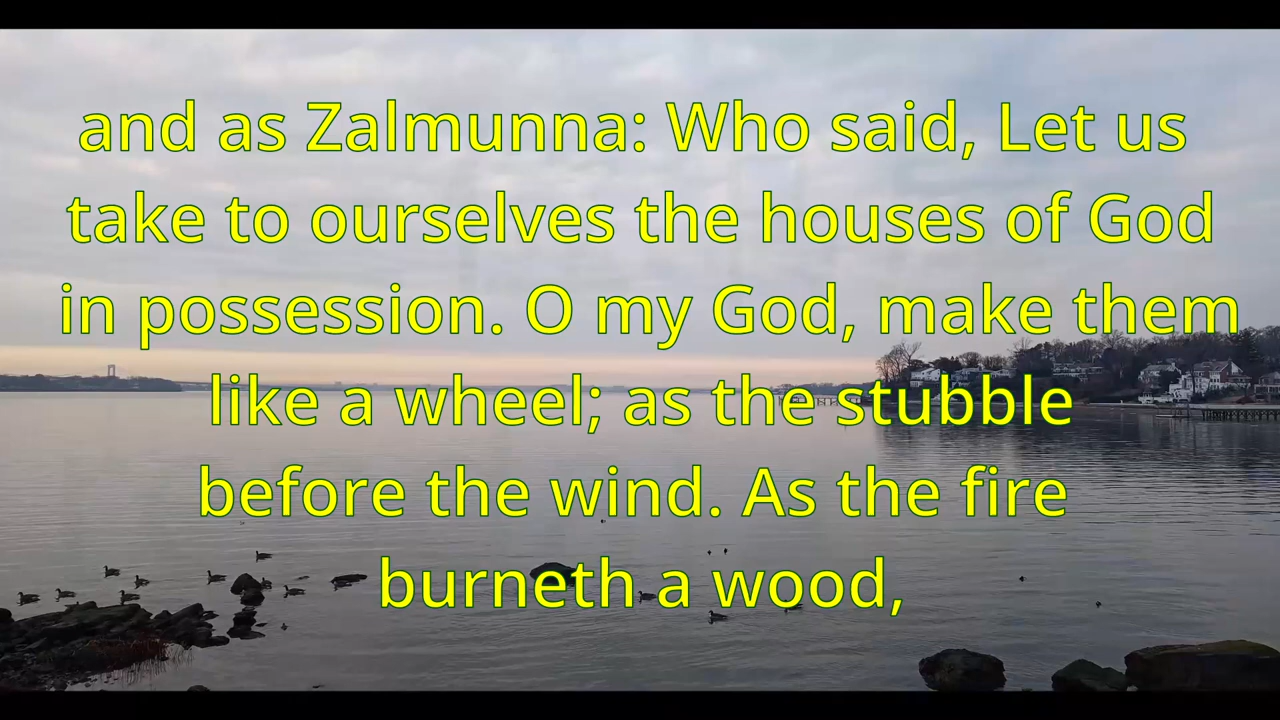 and as Zalmunna: Who said, Let us
take to ourselves the houses of God
in possession. O my God, make them
like a wheel; as the stubble
before the wind. As the fire
burneth a wood,